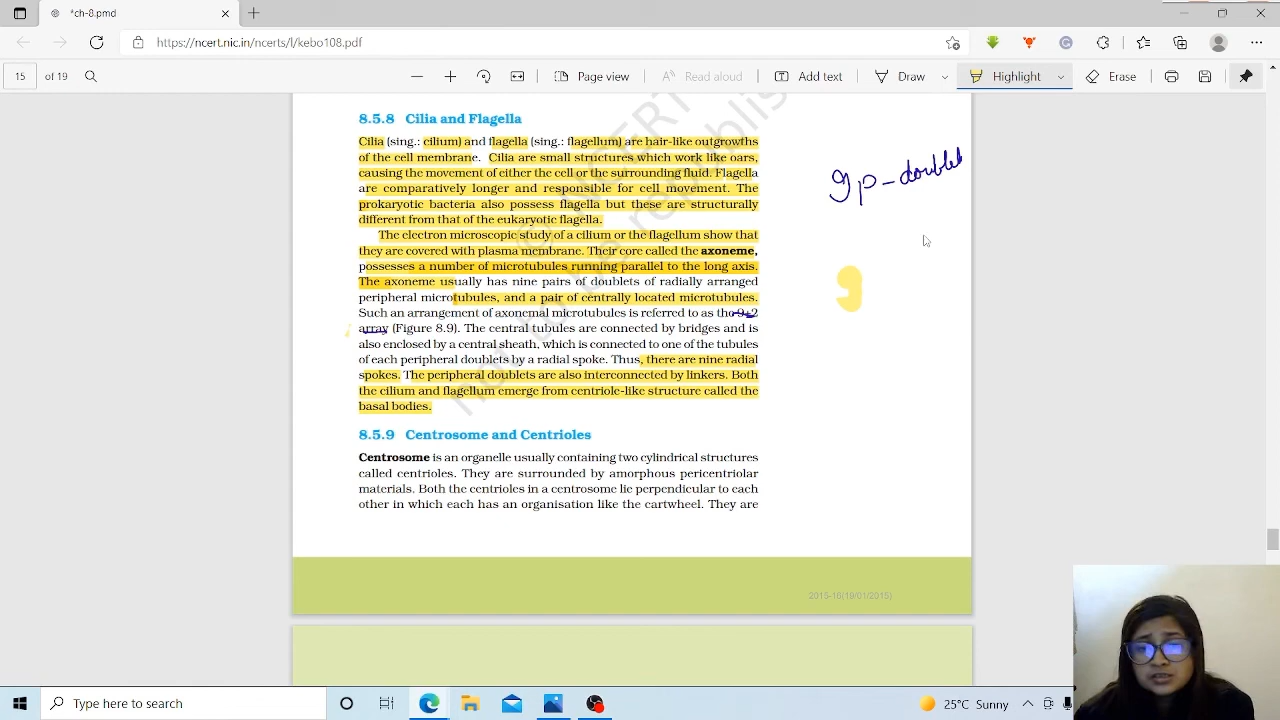 *ch-8.pmd
https://ncert.nic.in/ncerts/l/kebo108.pdf
15 of 19
Page view
Read aloud
Add text
Draw
Highlight
Erase
8.5.8 Cilia and Flagella
Cilia (sing.: cilium) and flagella (sing.: flagellum) are hair-like outgrowths
of the cell membrane. Cilia are small structures which work like oars,
causing the movement of either the cell or the surrounding fluid. Flagella
are comparatively longer and responsible for cell movement. The
prokaryotic bacteria also possess flagella but these are structurally
different from that of the eukaryotic flagella.
The electron microscopic study of a cilium or the flagellum show that
they are covered with plasma membrane. Their core called the axoneme,
possesses a number of microtubules running parallel to the long axis.
The axoneme usually has nine pairs of doublets of radially arranged
peripheral microtubules, and a pair of centrally located microtubules.
Such an arrangement of axonemal microtubules is referred to as the 9+2
array (Figure 8.9). The central tubules are connected by bridges and is
also enclosed by a central sheath, which is connected to one of the tubules
of each peripheral doublets by a radial spoke. Thus, there are nine radial
spokes. The peripheral doublets are also interconnected by linkers. Both
the cilium and flagellum emerge from centriole-like structure called the
basal bodies.
8.5.9 Centrosome and Centrioles
Centrosome is an organelle usually containing two cylindrical structures
called centrioles. They are surrounded by amorphous pericentriolar
materials. Both the centrioles in a centrosome lie perpendicular to each
other in which each has an organisation like the cartwheel. They are
2015-16(19/01/2015)
9p-doublet
9
© NCERT
not to be republis
Type here to search
25°C Sunny